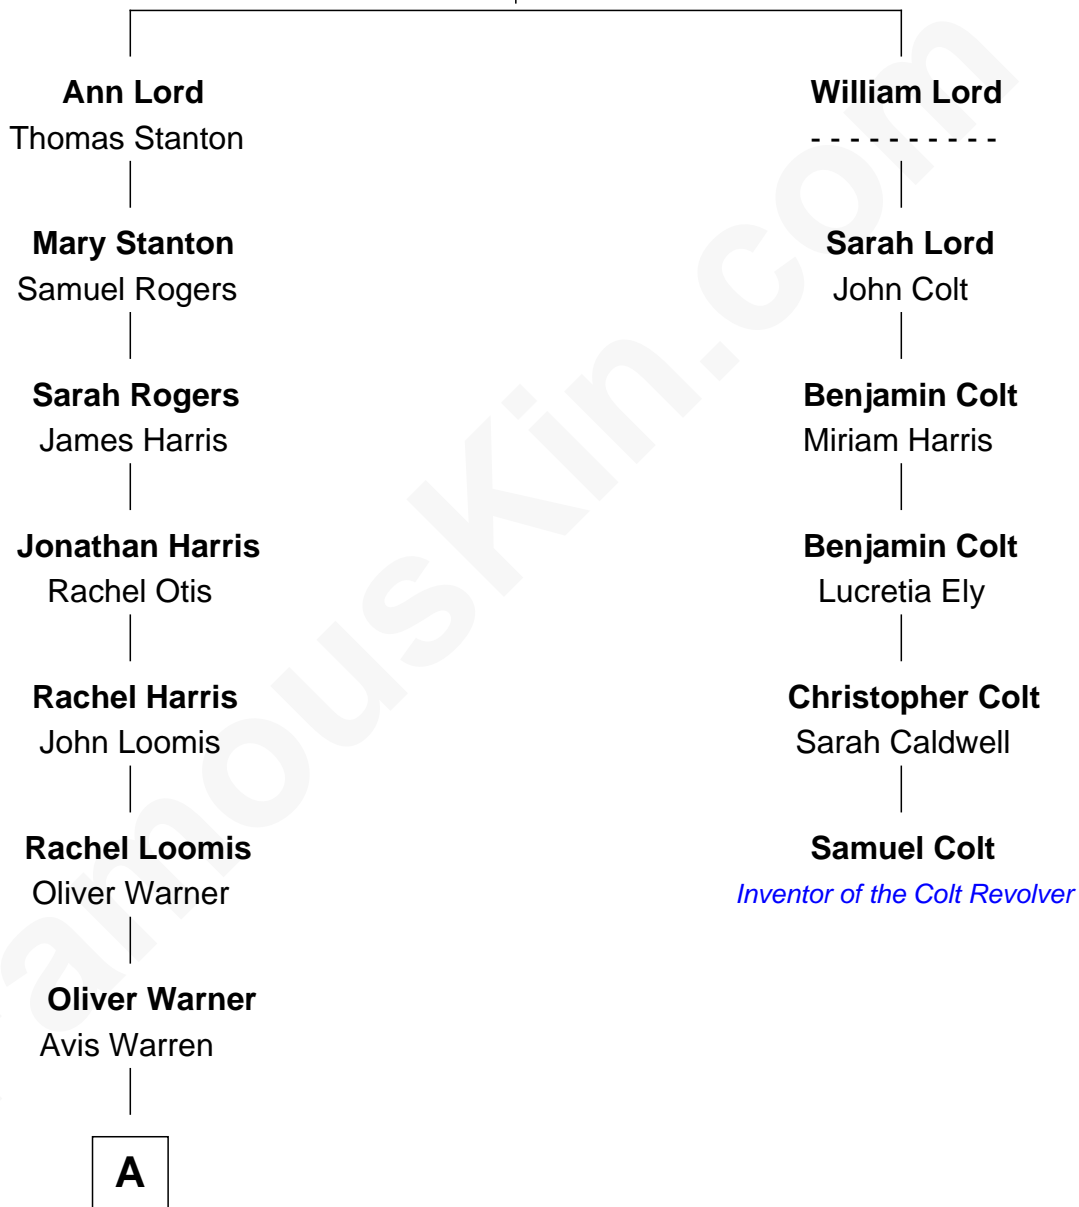 Ann Lord
Thomas Stanton
William Lord
- - - - - - - - - -
Mary Stanton
Samuel Rogers
Sarah Lord
John Colt
Sarah Rogers
James Harris
Benjamin Colt
Miriam Harris
Jonathan Harris
Rachel Otis
Benjamin Colt
Lucretia Ely
Rachel Harris
John Loomis
Christopher Colt
Sarah Caldwell
Rachel Loomis
Oliver Warner
Samuel Colt
Inventor of the Colt Revolver
Oliver Warner
Avis Warren
A
amouskin.com